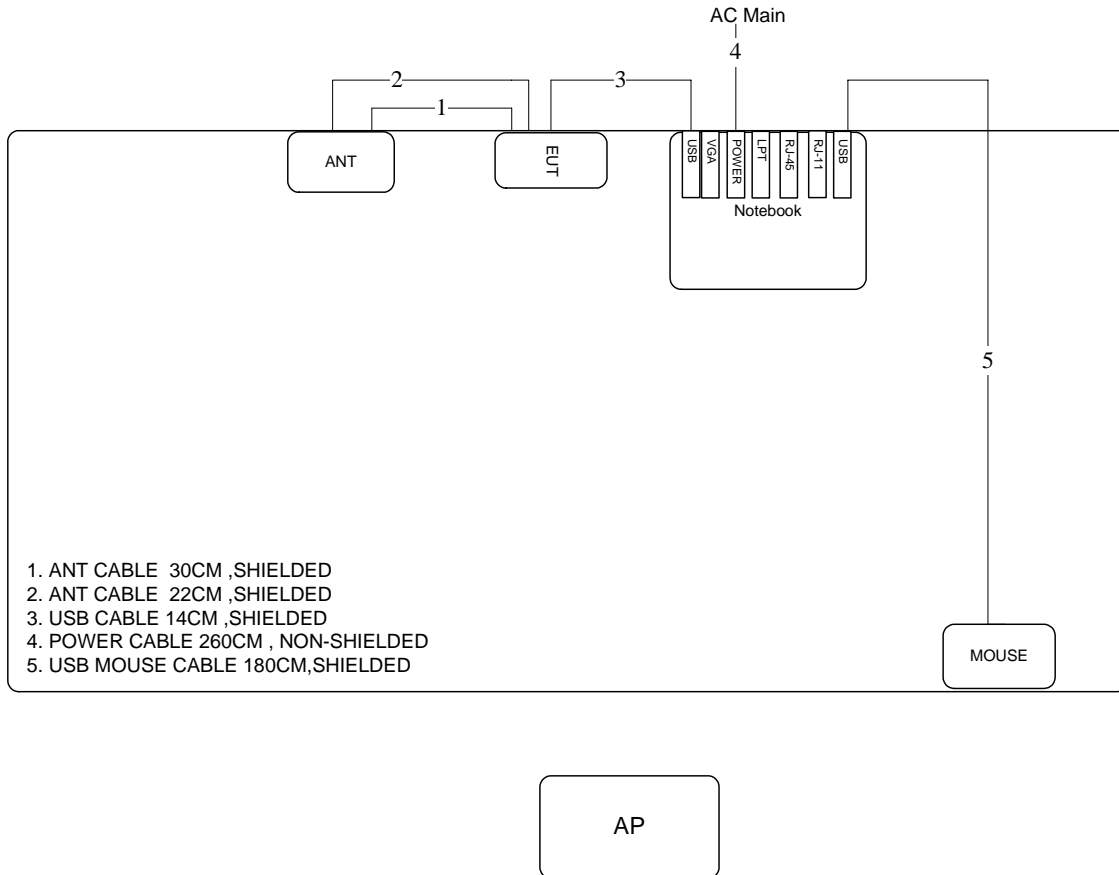 AC Main
4
2
3
1
ANT
EUT
USB
VGA
POWER
LPT
RJ-45
RJ-11
USB
Notebook
5
1. ANT CABLE  30CM ,SHIELDED
2. ANT CABLE  22CM ,SHIELDED
3. USB CABLE 14CM ,SHIELDED
4. POWER CABLE 260CM , NON-SHIELDED
5. USB MOUSE CABLE 180CM,SHIELDED
MOUSE
AP